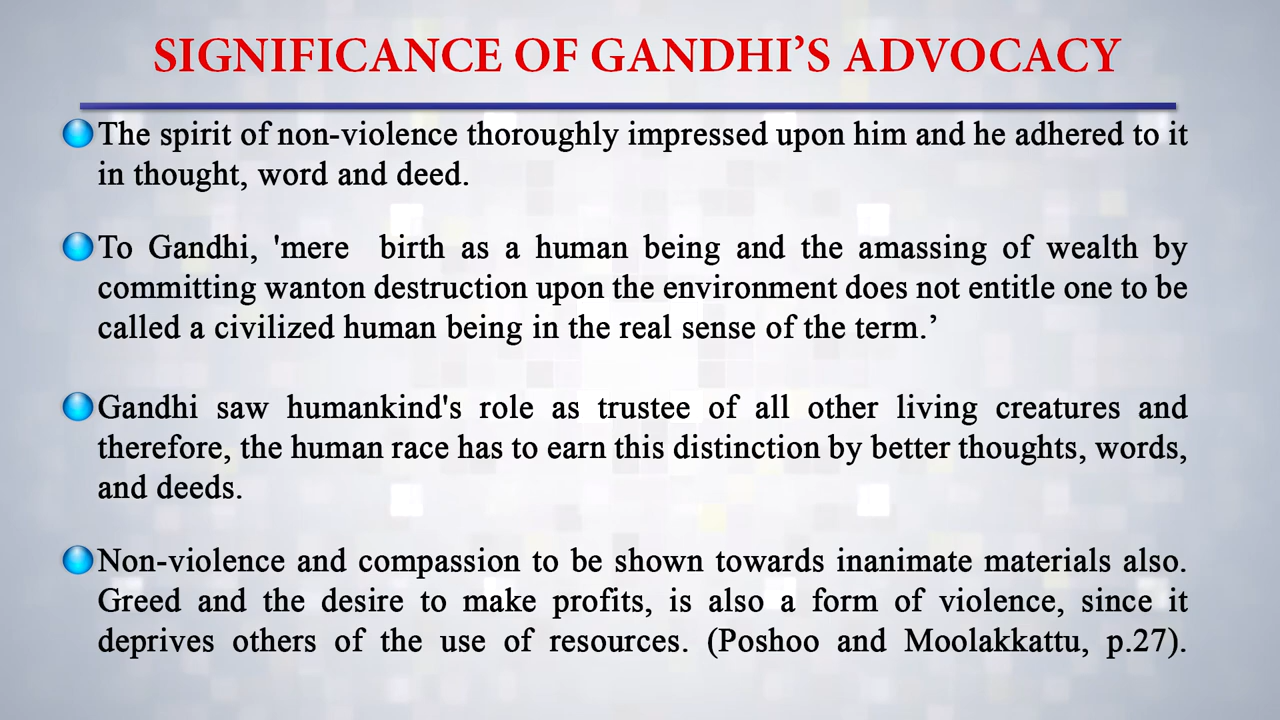 SIGNIFICANCE OF GANDHI’S ADVOCACY
The spirit of non-violence thoroughly impressed upon him and he adhered to it
in thought, word and deed.
To Gandhi, 'mere birth as a human being and the amassing of wealth by
committing wanton destruction upon the environment does not entitle one to be
called a civilized human being in the real sense of the term.’
Gandhi saw humankind's role as trustee of all other living creatures and
therefore, the human race has to earn this distinction by better thoughts, words,
and deeds.
Non-violence and compassion to be shown towards inanimate materials also.
Greed and the desire to make profits, is also a form of violence, since it
deprives others of the use of resources. (Poshoo and Moolakkattu, p.27).